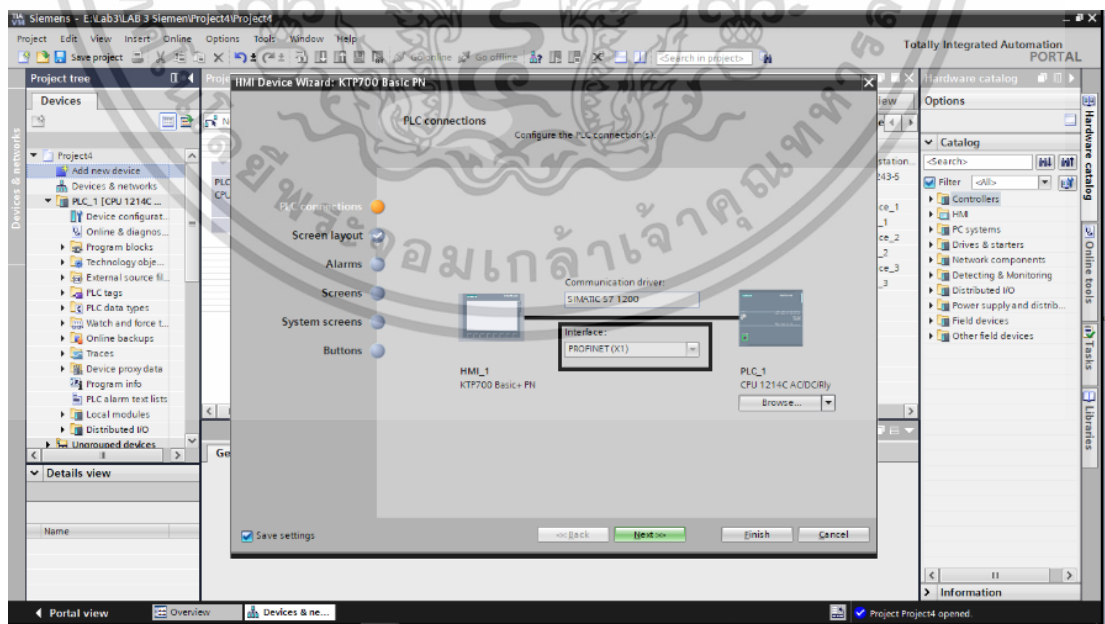 Siemens - E:\Lab3\LAB 3 Siemen\Project4\Project4
Project Edit View Insert Online Options Tools Window Help
Save project Go online Go offline <Search in project>
Totally Integrated Automation
PORTAL
Project tree
Devices
Project4
Add new device
Devices & networks
PLC_1 [CPU 1214C ...
Device configurat...
Online & diagnos...
Program blocks
Technology obje...
External source fil...
PLC tags
PLC data types
Watch and force t...
Online backups
Traces
Device proxy data
Program info
PLC alarm text lists
Local modules
Distributed I/O
Ungrouped devices
Details view
Name
HMI Device Wizard: KTP700 Basic PN
PLC connections
Configure the PLC connection(s).
PLC connections
Screen layout
Alarms
Screens
System screens
Buttons
Communication driver:
SIMATIC S7 1200
Interface:
PROFINET (X1)
HMI_1
KTP700 Basic+ PN
PLC_1
CPU 1214C AC/DC/Rly
Browse...
Save settings
<< Back
Next >>
Finish
Cancel
Hardware catalog
Options
Catalog
<Search>
Filter <All>
Controllers
HMI
PC systems
Drives & starters
Network components
Detecting & Monitoring
Distributed I/O
Power supply and distrib...
Field devices
Other field devices
Information
Hardware catalog
Online tools
Tasks
Libraries
Devices & networks
Portal view
Overview
Devices & ne...
Project Project4 opened.